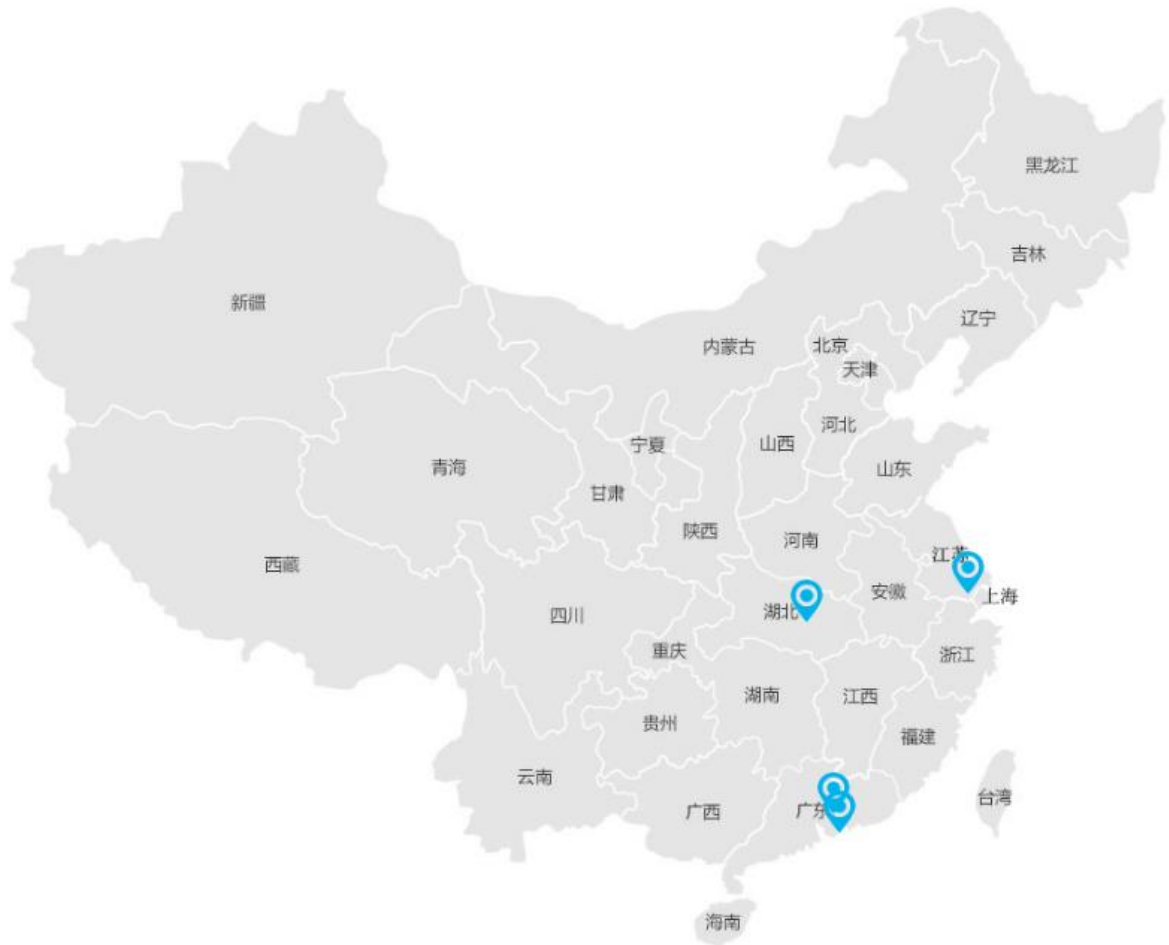 黑龙江
吉林
新疆
辽宁
内蒙古
北京
天津
河北
宁夏
山西
青海
山东
甘肃
陕西
河南
江苏
西藏
安徽
上海
湖北
四川
重庆
浙江
湖南
江西
贵州
福建
云南
广西
广东
台湾
海南